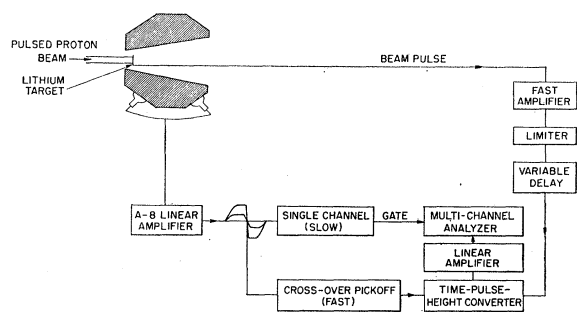 PULSED PROTON
BEAM
LITHIUM
TARGET
BEAM PULSE
FAST
AMPLIFIER
LIMITER
VARIABLE
DELAY
A-8 LINEAR
AMPLIFIER
SINGLE CHANNEL
(SLOW)
GATE
MULTI-CHANNEL
ANALYZER
LINEAR
AMPLIFIER
CROSS-OVER PICKOFF
(FAST)
TIME-PULSE-
HEIGHT CONVERTER